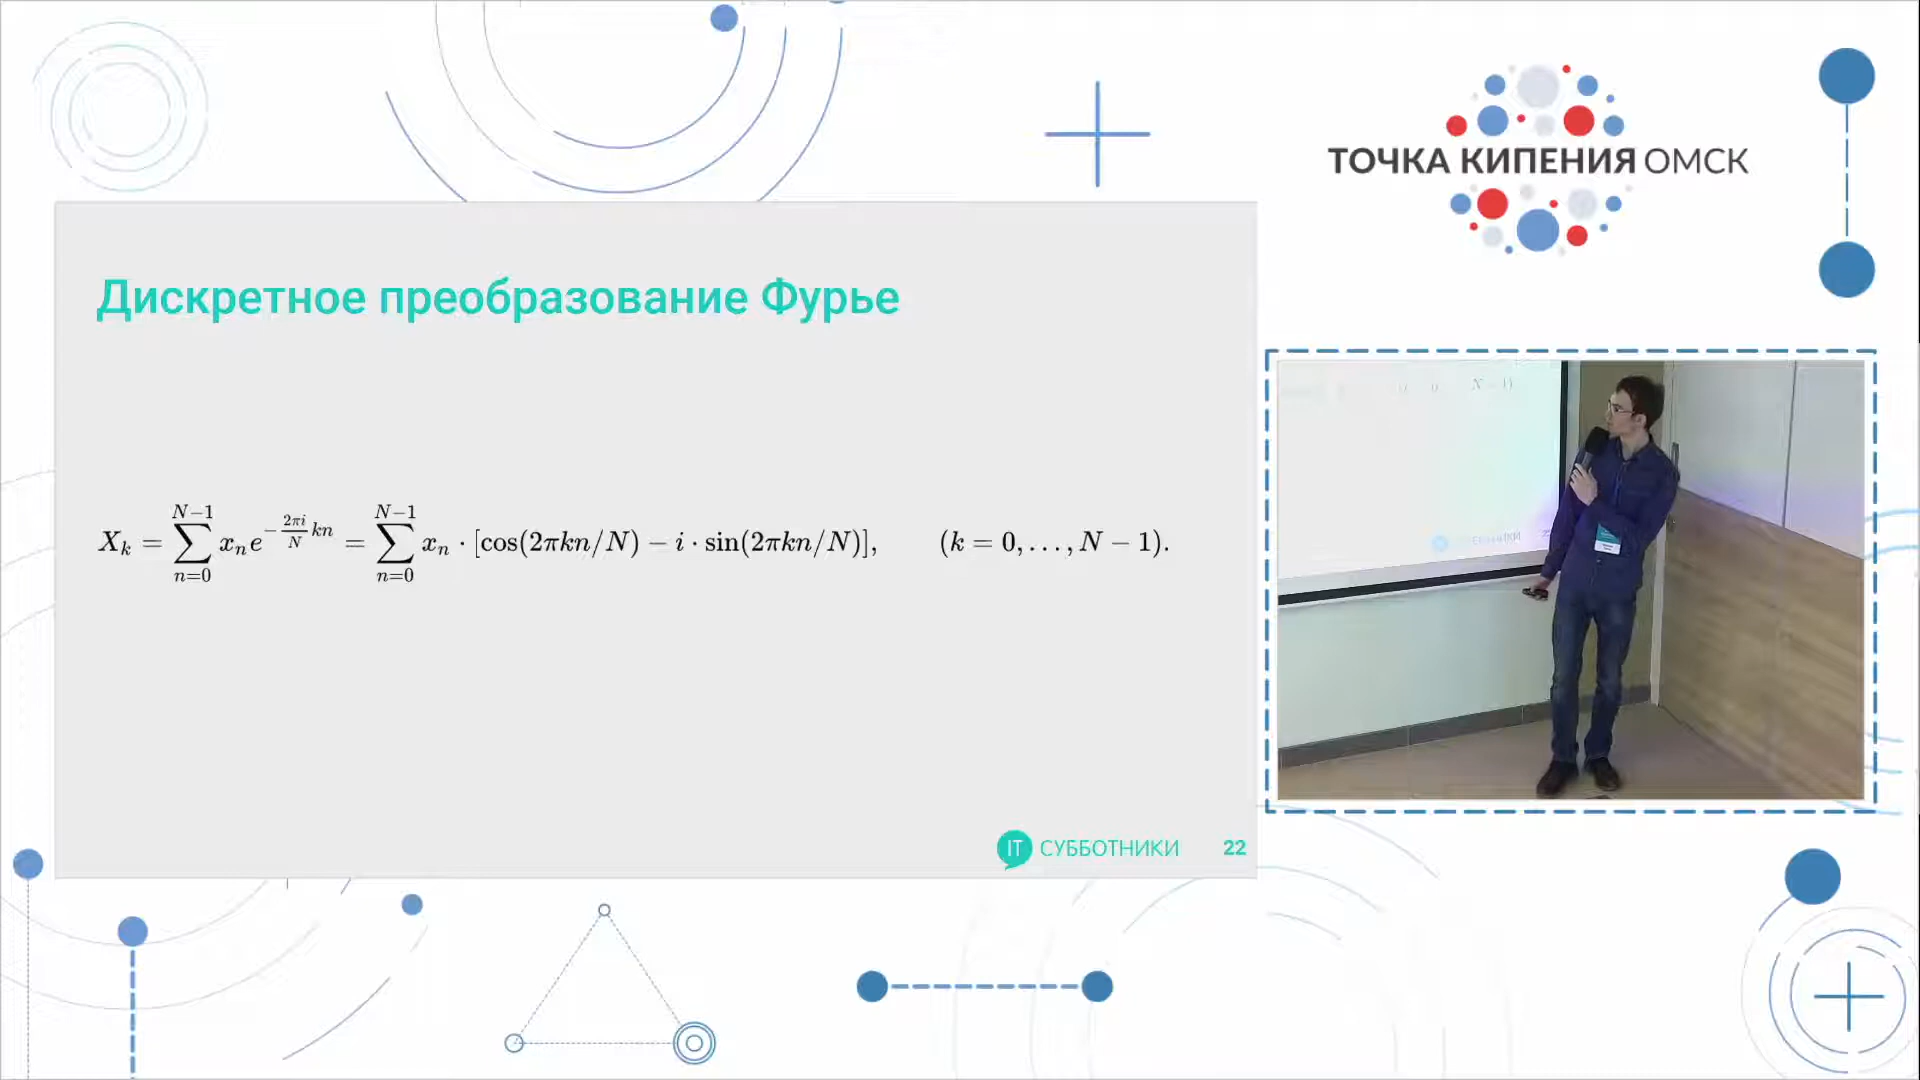 ТОЧКА КИПЕНИЯ ОМСК
Дискретное преобразование Фурье
X_k = \sum_{n=0}^{N-1} x_n e^{-\frac{2\pi i}{N} kn} = \sum_{n=0}^{N-1} x_n \cdot [\cos(2\pi kn/N) - i \cdot \sin(2\pi kn/N)], (k = 0, \ldots, N - 1).
IT СУББОТНИКИ 22